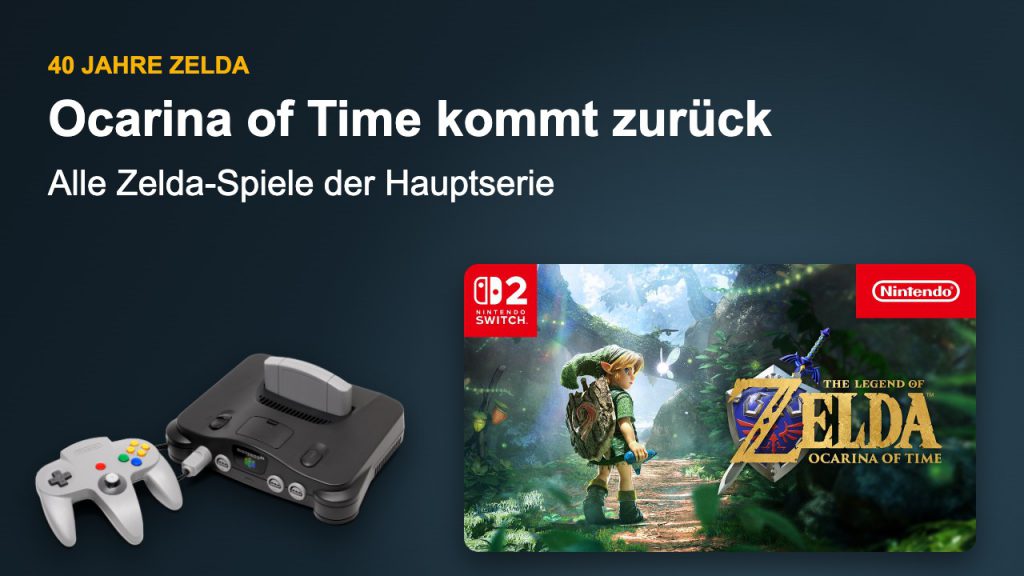 40 JAHRE ZELDA
Ocarina of Time kommt zurück
Alle Zelda-Spiele der Hauptserie
2
NINTENDO
SWITCH
Nintendo
THE LEGEND OF
ZELDA
OCARINA OF TIME